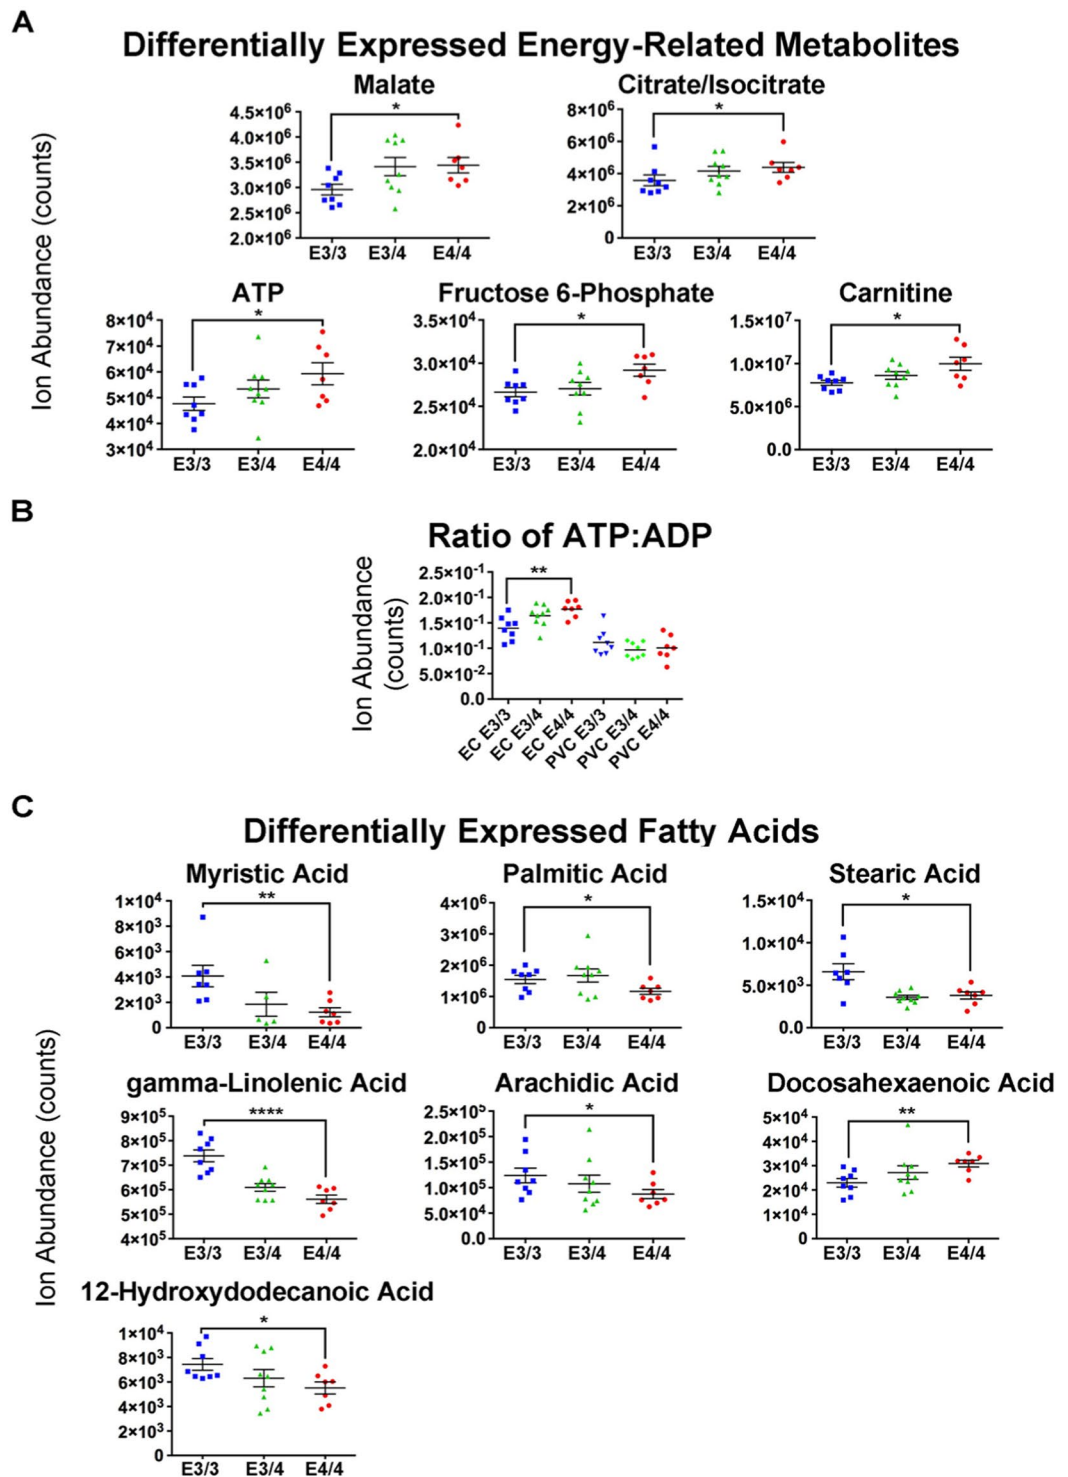 A
Differentially Expressed Energy-Related Metabolites
Ion Abundance (counts)
Malate
4.5×10⁶
4.0×10⁶
3.5×10⁶
3.0×10⁶
2.5×10⁶
2.0×10⁶
*
E3/3 E3/4 E4/4
Citrate/Isocitrate
8×10⁶
6×10⁶
4×10⁶
2×10⁶
0
*
E3/3 E3/4 E4/4
ATP
8×10⁴
7×10⁴
6×10⁴
5×10⁴
4×10⁴
3×10⁴
*
E3/3 E3/4 E4/4
Fructose 6-Phosphate
3.5×10⁴
3.0×10⁴
2.5×10⁴
2.0×10⁴
*
E3/3 E3/4 E4/4
Carnitine
1.5×10⁷
1.0×10⁷
5.0×10⁶
0.0
*
E3/3 E3/4 E4/4
B
Ratio of ATP:ADP
Ion Abundance
(counts)
2.5×10⁻¹
2.0×10⁻¹
1.5×10⁻¹
1.0×10⁻¹
5.0×10⁻²
0.0
**
EC E3/3
EC E3/4
EC E4/4
PVC E3/3
PVC E3/4
PVC E4/4
C
Differentially Expressed Fatty Acids
Ion Abundance (counts)
Myristic Acid
1×10⁴
8×10³
6×10³
4×10³
2×10³
0
**
E3/3 E3/4 E4/4
Palmitic Acid
4×10⁶
3×10⁶
2×10⁶
1×10⁶
0
*
E3/3 E3/4 E4/4
Stearic Acid
1.5×10⁴
1.0×10⁴
5.0×10³
0.0
*
E3/3 E3/4 E4/4
gamma-Linolenic Acid
9×10⁵
8×10⁵
7×10⁵
6×10⁵
5×10⁵
4×10⁵
****
E3/3 E3/4 E4/4
Arachidic Acid
2.5×10⁵
2.0×10⁵
1.5×10⁵
1.0×10⁵
5.0×10⁴
0.0
*
E3/3 E3/4 E4/4
Docosahexaenoic Acid
5×10⁴
4×10⁴
3×10⁴
2×10⁴
1×10⁴
0
**
E3/3 E3/4 E4/4
12-Hydroxydodecanoic Acid
1×10⁴
8×10³
6×10³
4×10³
2×10³
0
*
E3/3 E3/4 E4/4